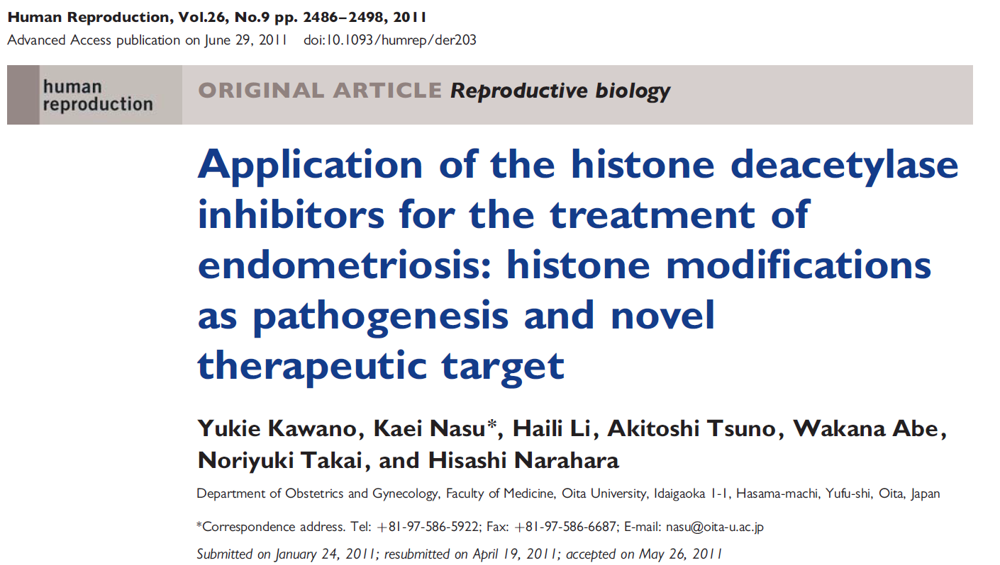 Human Reproduction, Vol.26, No.9 pp. 2486–2498, 2011
Advanced Access publication on June 29, 2011 doi:10.1093/humrep/der203
human
reproduction
ORIGINAL ARTICLE Reproductive biology
Application of the histone deacetylase
inhibitors for the treatment of
endometriosis: histone modifications
as pathogenesis and novel
therapeutic target
Yukie Kawano, Kaei Nasu*, Haili Li, Akitoshi Tsuno, Wakana Abe,
Noriyuki Takai, and Hisashi Narahara
Department of Obstetrics and Gynecology, Faculty of Medicine, Oita University, Idaigaoka 1-1, Hasama-machi, Yufu-shi, Oita, Japan
*Correspondence address. Tel: +81-97-586-5922; Fax: +81-97-586-6687; E-mail: nasu@oita-u.ac.jp
Submitted on January 24, 2011; resubmitted on April 19, 2011; accepted on May 26, 2011